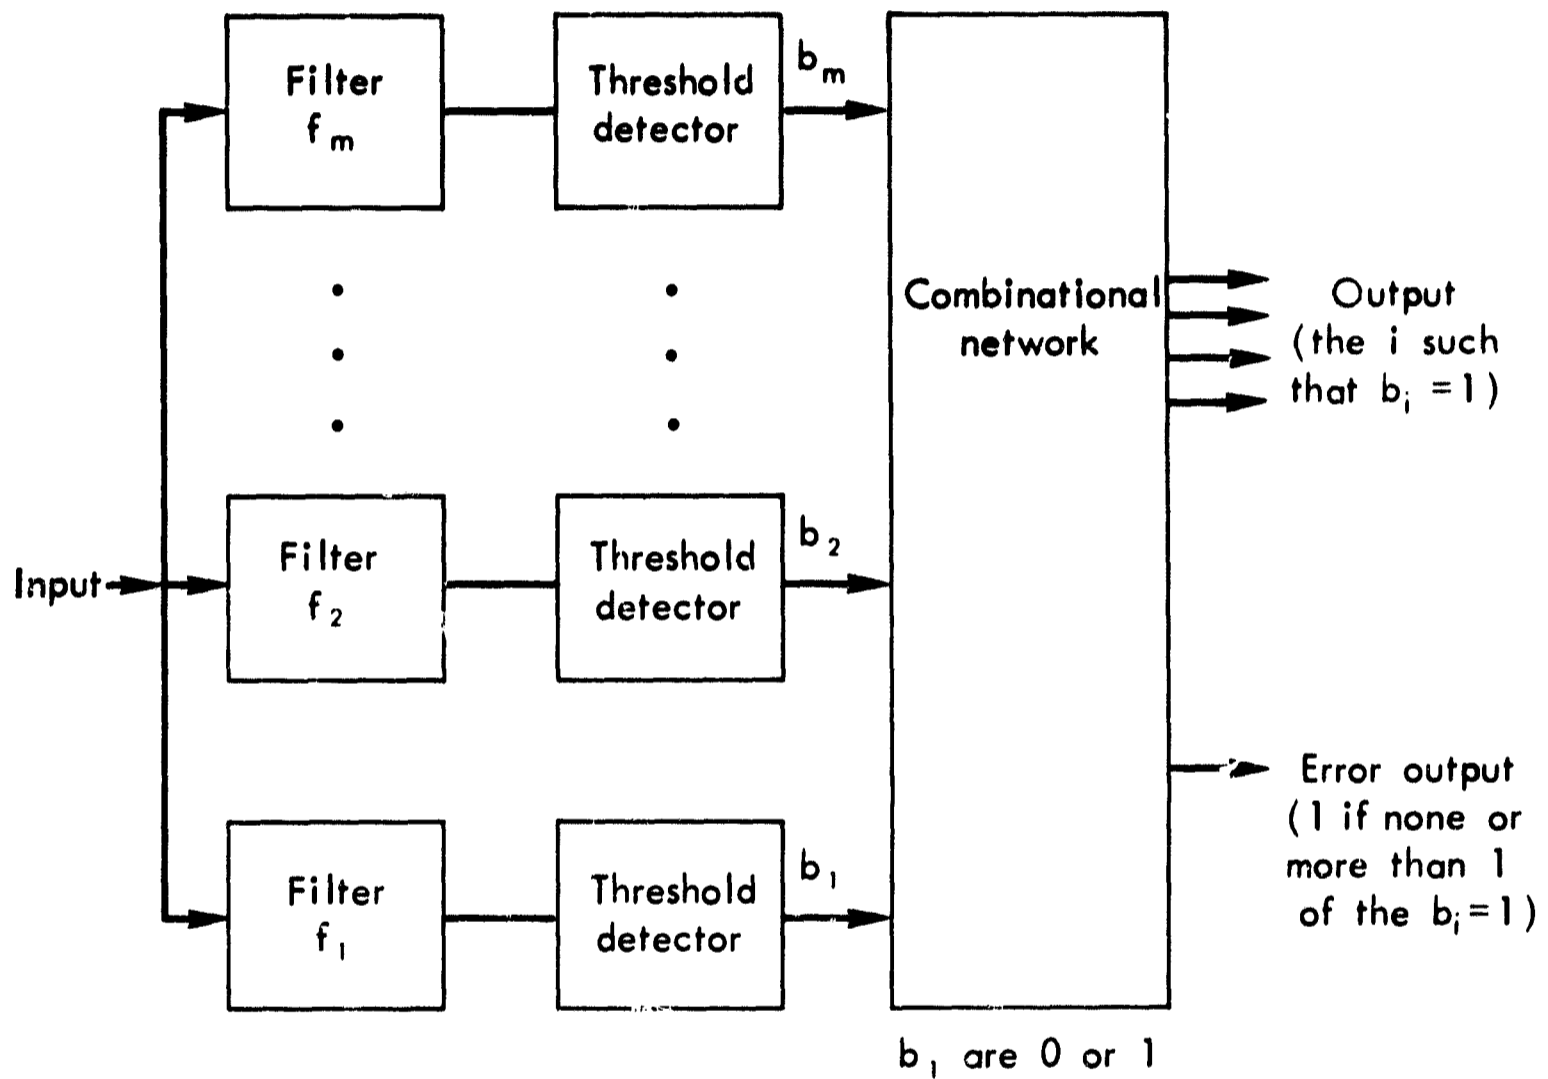 Filter
f m
Threshold
detector
b m
Combinational
network
Output
(the i such
that b i = 1)
Input
Filter
f 2
Threshold
detector
b 2
Error output
(1 if none or
more than 1
of the b i = 1)
Filter
f 1
Threshold
detector
b 1
b 1 are 0 or 1